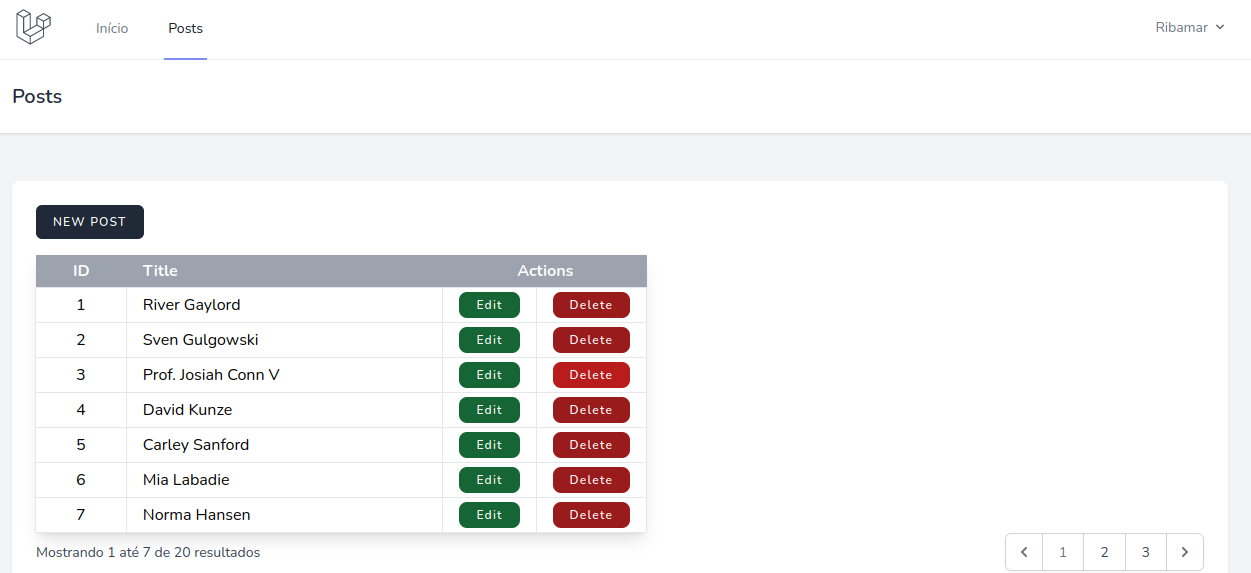 Início Posts Ribamar
Posts
NEW POST
ID Title Actions
1 River Gaylord Edit Delete
2 Sven Gulgowski Edit Delete
3 Prof. Josiah Conn V Edit Delete
4 David Kunze Edit Delete
5 Carley Sanford Edit Delete
6 Mia Labadie Edit Delete
7 Norma Hansen Edit Delete
Mostrando 1 até 7 de 20 resultados 1 2 3